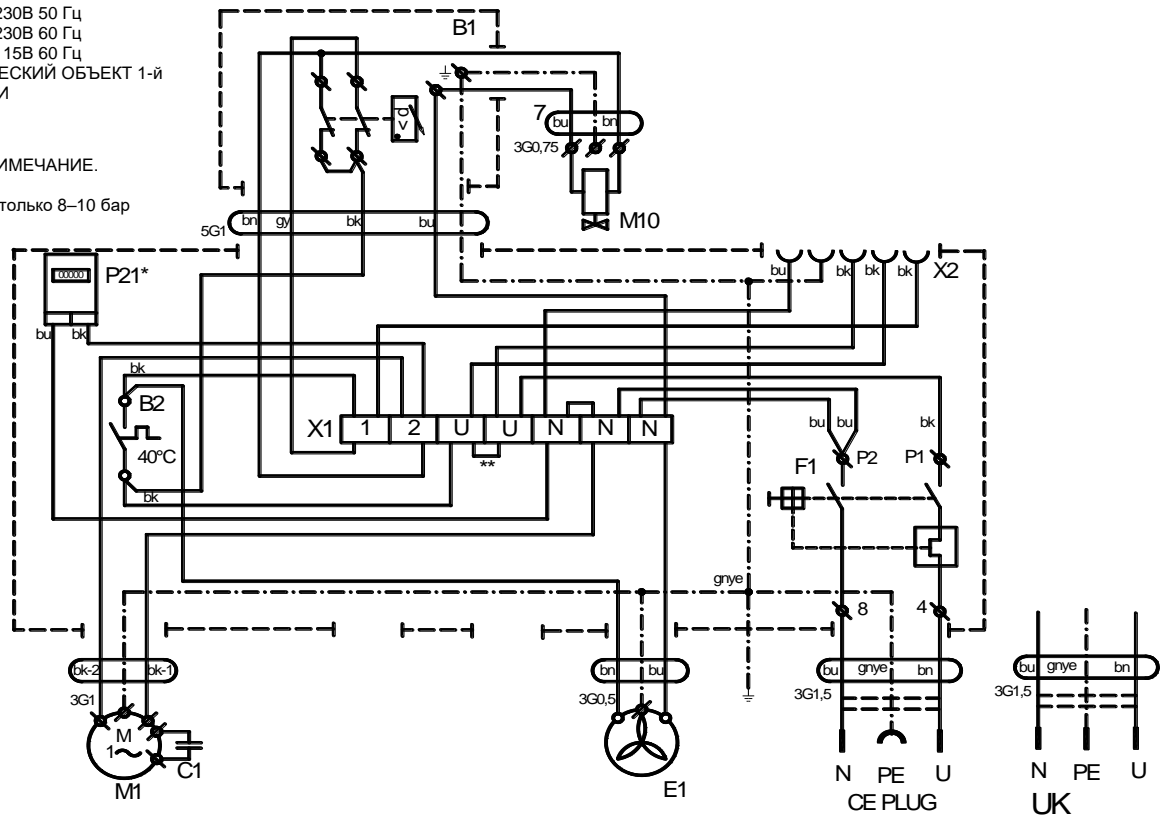 230В 50 Гц
230В 60 Гц
15В 60 Гц
ЕСКИЙ ОБЪЕКТ 1-й
И
ИМЕЧАНИЕ.
только 8–10 бар
B1
<d
7
bu bn
3G0,75
M10
bn gy bk bu
5G1
00000
P21*
bu bk
bu bk bk bk
X2
bk
B2
40°C
bk
X1 1 2 U U N N N
**
bu bu bk
F1 P2 P1
gnye
8 4
bk-2 bk-1
3G1
bn bu
3G0,5
bu gnye bn
3G1,5
bu gnye bn
3G1,5
M
1~
C1
M1
E1
N PE U
CE PLUG
N PE U
UK